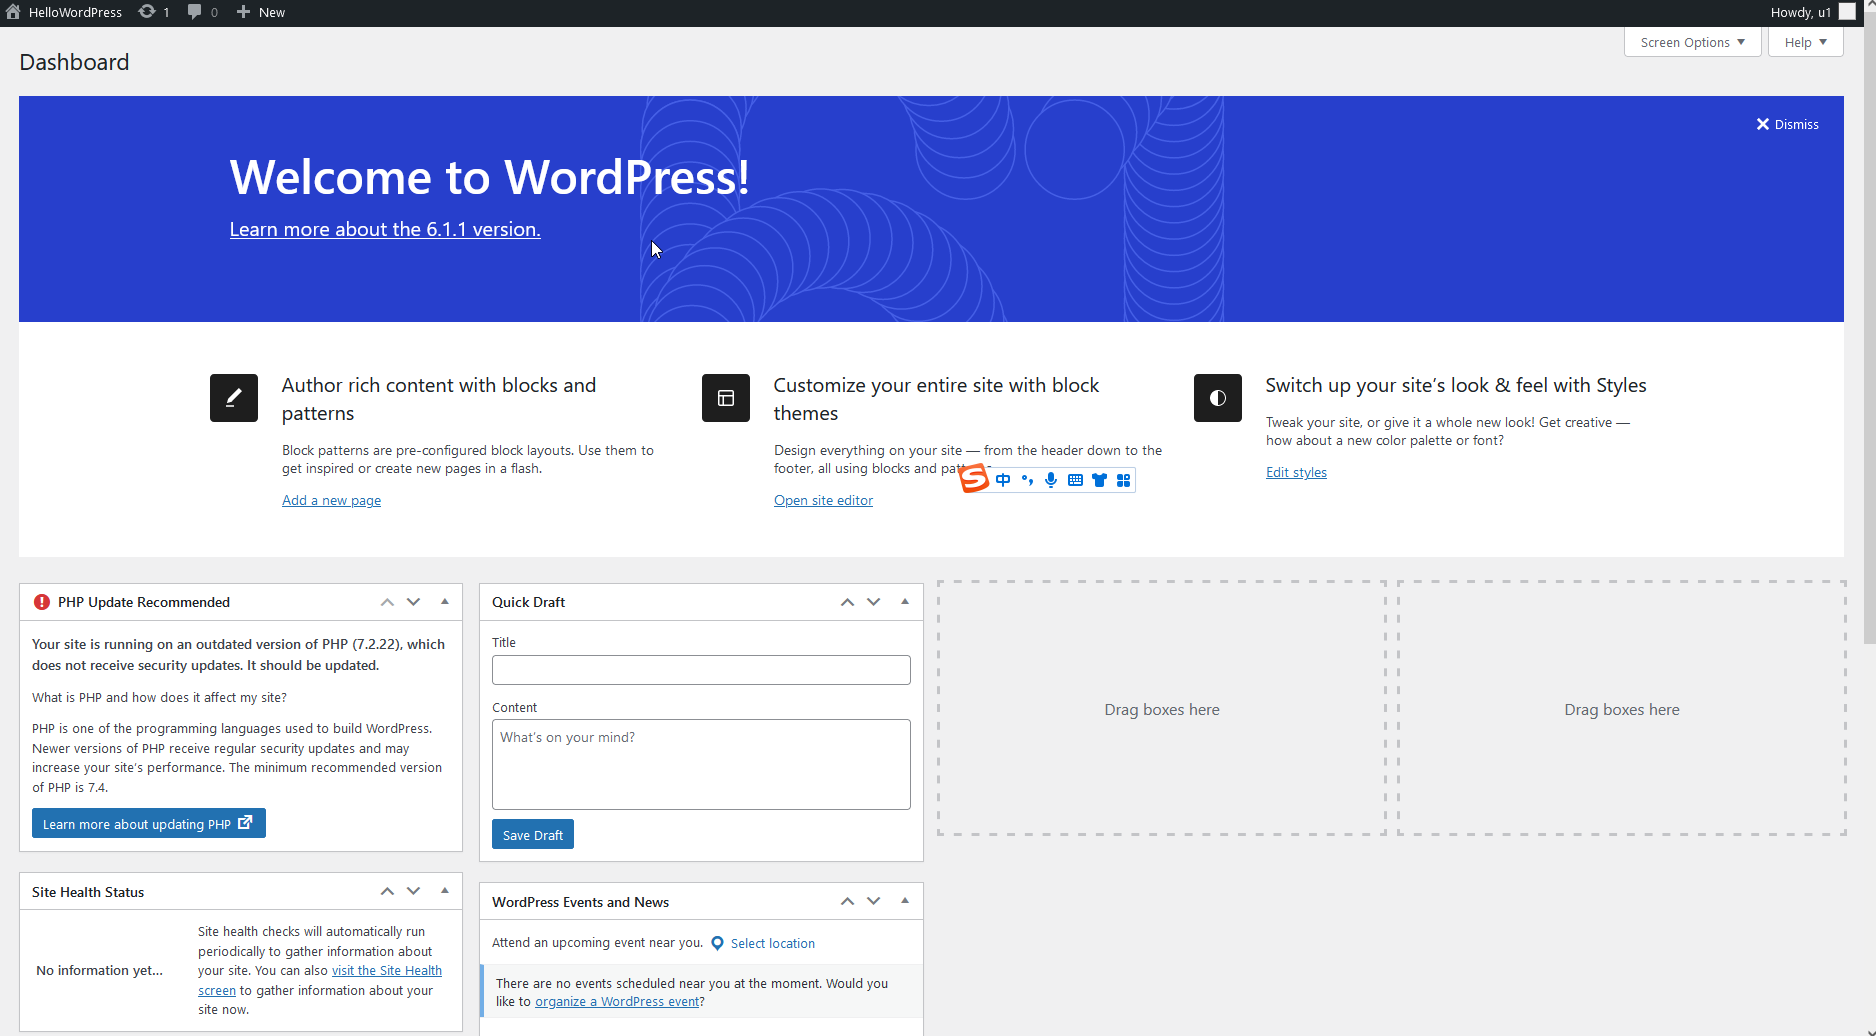 HelloWordPress 1 0 New Howdy, u1
Screen Options Help
Dashboard
Dismiss
Welcome to WordPress!
Learn more about the 6.1.1 version.
Author rich content with blocks and
patterns
Block patterns are pre-configured block layouts. Use them to
get inspired or create new pages in a flash.
Add a new page
Customize your entire site with block
themes
Design everything on your site — from the header down to the
footer, all using blocks and
Open site editor
中
Switch up your site’s look & feel with Styles
Tweak your site, or give it a whole new look! Get creative —
how about a new color palette or font?
Edit styles
PHP Update Recommended
Your site is running on an outdated version of PHP (7.2.22), which
does not receive security updates. It should be updated.
What is PHP and how does it affect my site?
PHP is one of the programming languages used to build WordPress.
Newer versions of PHP receive regular security updates and may
increase your site’s performance. The minimum recommended version
of PHP is 7.4.
Learn more about updating PHP
Site Health Status
No information yet…
Site health checks will automatically run
periodically to gather information about
your site. You can also visit the Site Health
screen to gather information about your
site now.
Quick Draft
Title
Content
What’s on your mind?
Save Draft
WordPress Events and News
Attend an upcoming event near you. Select location
There are no events scheduled near you at the moment. Would you
like to organize a WordPress event?
Drag boxes here
Drag boxes here